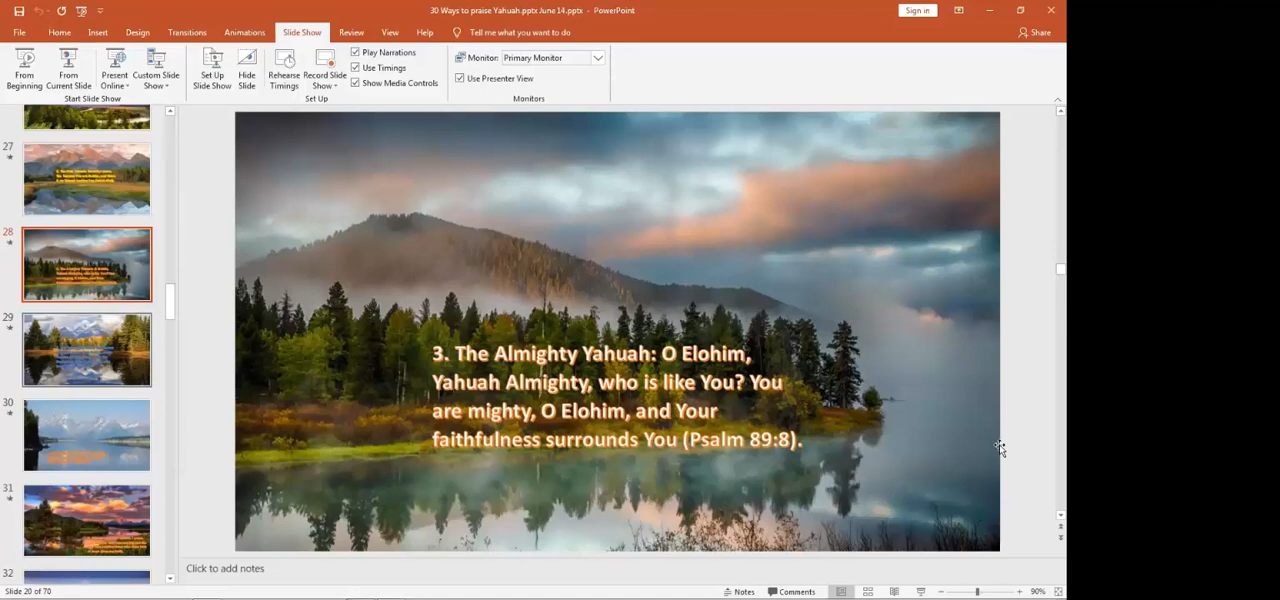 30 Ways to praise Yahuah.pptx June 14.pptx - PowerPoint
Sign in
File Home Insert Design Transitions Animations Slide Show Review View Help Tell me what you want to do Share
From Beginning
From Current Slide
Present Online
Custom Slide Show
Start Slide Show
Set Up Slide Show
Hide Slide
Rehearse Timings
Record Slide Show
Play Narrations
Use Timings
Show Media Controls
Set Up
Monitor: Primary Monitor
Use Presenter View
Monitors
27
28
29
30
31
32
3. The Almighty Yahuah: O Elohim,
Yahuah Almighty, who is like You? You
are mighty, O Elohim, and Your
faithfulness surrounds You (Psalm 89:8).
Click to add notes
Slide 20 of 70
Notes Comments 90%